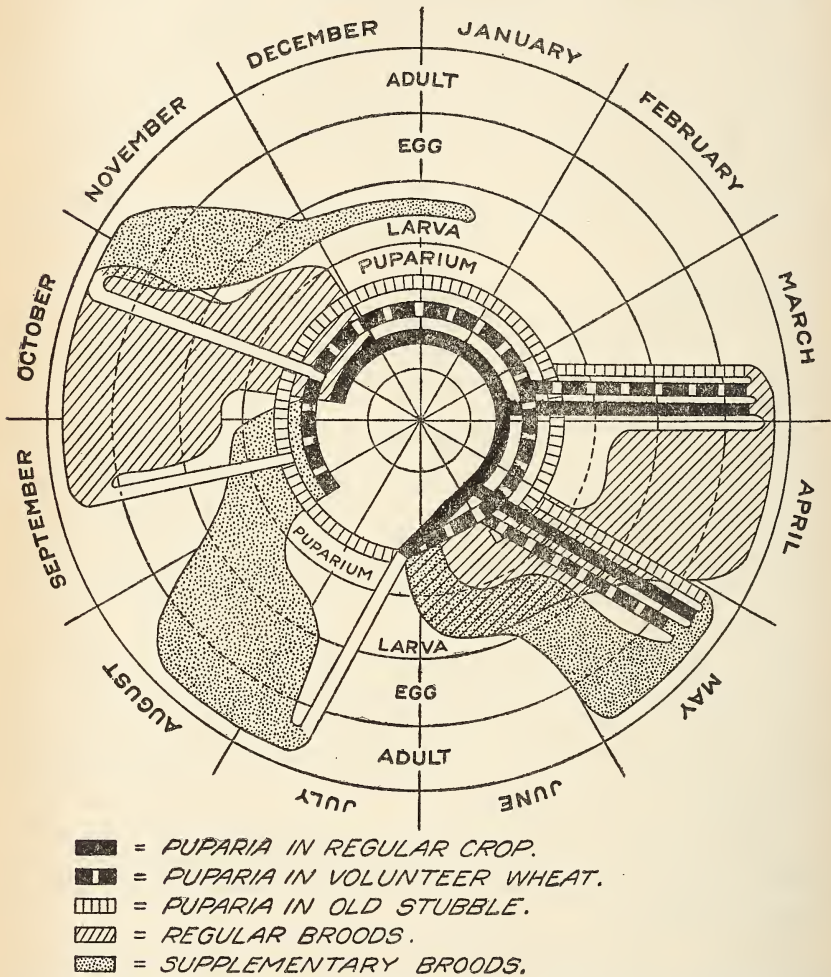 DECEMBER
JANUARY
FEBRUARY
MARCH
APRIL
MAY
JUNE
JULY
AUGUST
SEPTEMBER
OCTOBER
NOVEMBER
ADULT
EGG
LARVA
PUPARIUM
PUPARIUM
LARVA
EGG
ADULT
= PUPARIA IN REGULAR CROP.
= PUPARIA IN VOLUNTEER WHEAT.
= PUPARIA IN OLD STUBBLE.
= REGULAR BROODS.
= SUPPLEMENTARY BROODS.